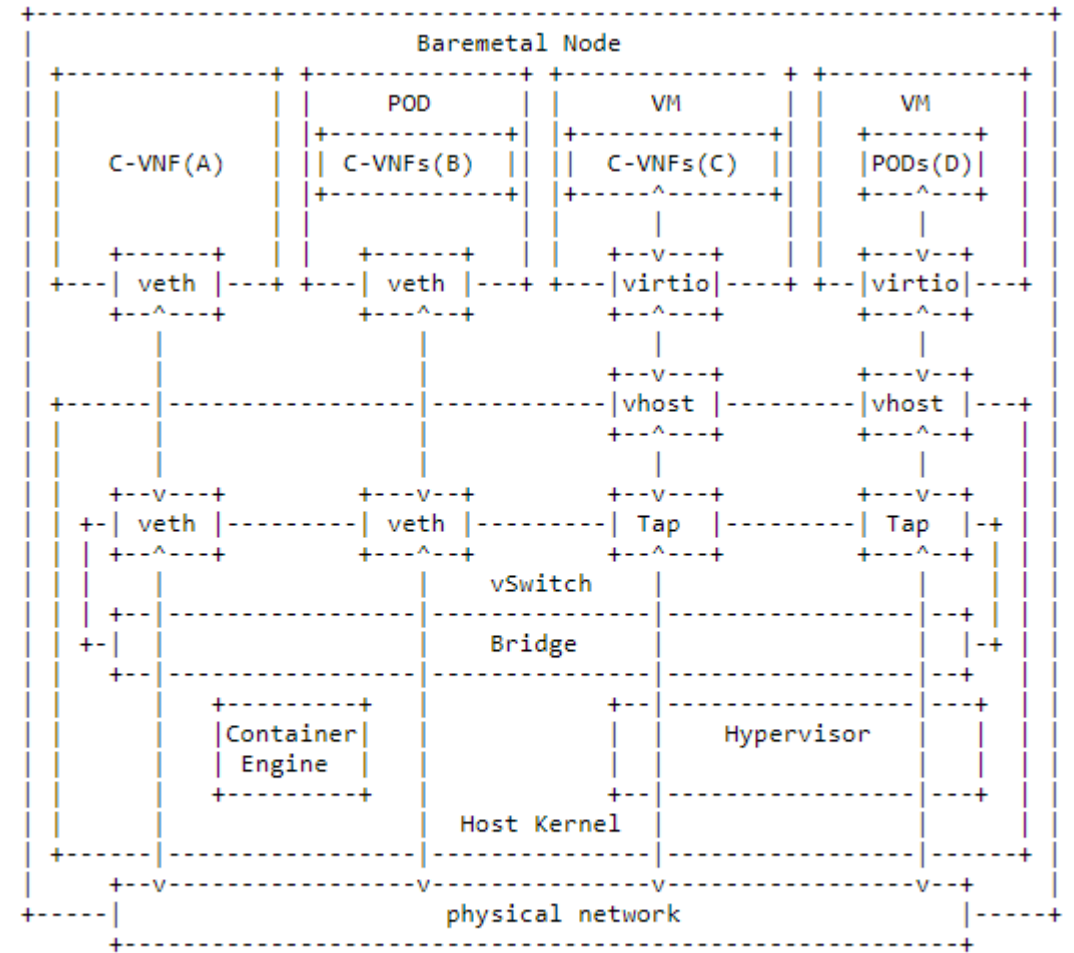 Baremetal Node
POD VM VM
C-VNF(A) C-VNFs(B) C-VNFs(C) PODs(D)
veth veth virtio virtio
vhost vhost
veth veth Tap Tap
vSwitch
Bridge
Container Hypervisor
Engine
Host Kernel
physical network